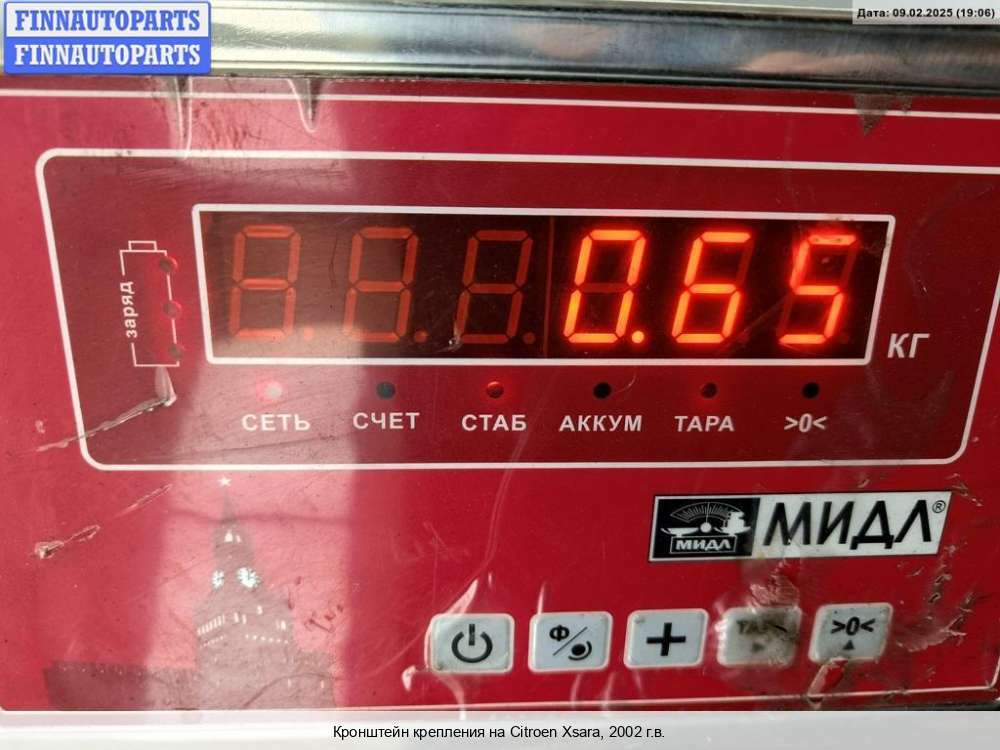 FINNAUTOPARTS
FINNAUTOPARTS
Дата: 09.02.2025 (19:06)
заряд
0.65
КГ
СЕТЬ СЧЕТ СТАБ АККУМ ТАРА >0<
МИДЛ МИДЛ®
Ф
+
>0<
Кронштейн крепления на Citroen Xsara, 2002 г.в.